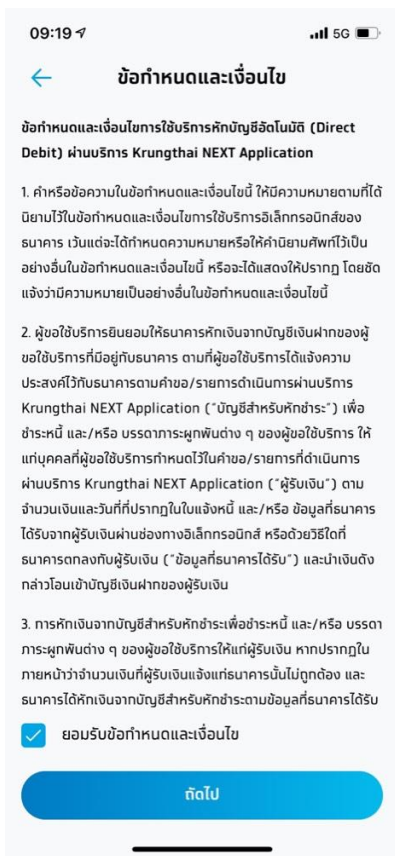 09:19
5G
ข้อกำหนดและเงื่อนไข
ข้อกำหนดและเงื่อนไขการใช้บริการหักบัญชีอัตโนมัติ (Direct
Debit) ผ่านบริการ Krungthai NEXT Application
1. คำหรือข้อความในข้อกำหนดและเงื่อนไขนี้ ให้มีความหมายตามที่ได้
นิยามไว้ในข้อกำหนดและเงื่อนไขการใช้บริการอิเล็กทรอนิกส์ของ
ธนาคาร เว้นแต่จะได้กำหนดความหมายหรือให้คำนิยามศัพท์ไว้เป็น
อย่างอื่นในข้อกำหนดและเงื่อนไขนี้ หรือจะได้แสดงให้ปรากฏ โดยชัด
แจ้งว่ามีความหมายเป็นอย่างอื่นในข้อกำหนดและเงื่อนไขนี้
2. ผู้ขอใช้บริการยินยอมให้ธนาคารหักเงินจากบัญชีเงินฝากของผู้
ขอใช้บริการที่มีอยู่กับธนาคาร ตามที่ผู้ขอใช้บริการได้แจ้งความ
ประสงค์ไว้กับธนาคารตามคำขอ/รายการดำเนินการผ่านบริการ
Krungthai NEXT Application ("บัญชีสำหรับหักชำระ") เพื่อ
ชำระหนี้ และ/หรือ บรรดาภาระผูกพันต่าง ๆ ของผู้ขอใช้บริการ ให้
แก่บุคคลที่ผู้ขอใช้บริการกำหนดไว้ในคำขอ/รายการที่ดำเนินการ
ผ่านบริการ Krungthai NEXT Application ("ผู้รับเงิน") ตาม
จำนวนเงินและวันที่ที่ปรากฏในใบแจ้งหนี้ และ/หรือ ข้อมูลที่ธนาคาร
ได้รับจากผู้รับเงินผ่านช่องทางอิเล็กทรอนิกส์ หรือด้วยวิธีใดที่
ธนาคารตกลงกับผู้รับเงิน ("ข้อมูลที่ธนาคารได้รับ") และนำเงินดัง
กล่าวโอนเข้าบัญชีเงินฝากของผู้รับเงิน
3. การหักเงินจากบัญชีสำหรับหักชำระเพื่อชำระหนี้ และ/หรือ บรรดา
ภาระผูกพันต่าง ๆ ของผู้ขอใช้บริการให้แก่ผู้รับเงิน หากปรากฏใน
ภายหน้าว่าจำนวนเงินที่ผู้รับเงินแจ้งแก่ธนาคารนั้นไม่ถูกต้อง และ
ธนาคารได้หักเงินจากบัญชีสำหรับหักชำระตามข้อมูลที่ธนาคารได้รับ
ยอมรับข้อกำหนดและเงื่อนไข
ถัดไป